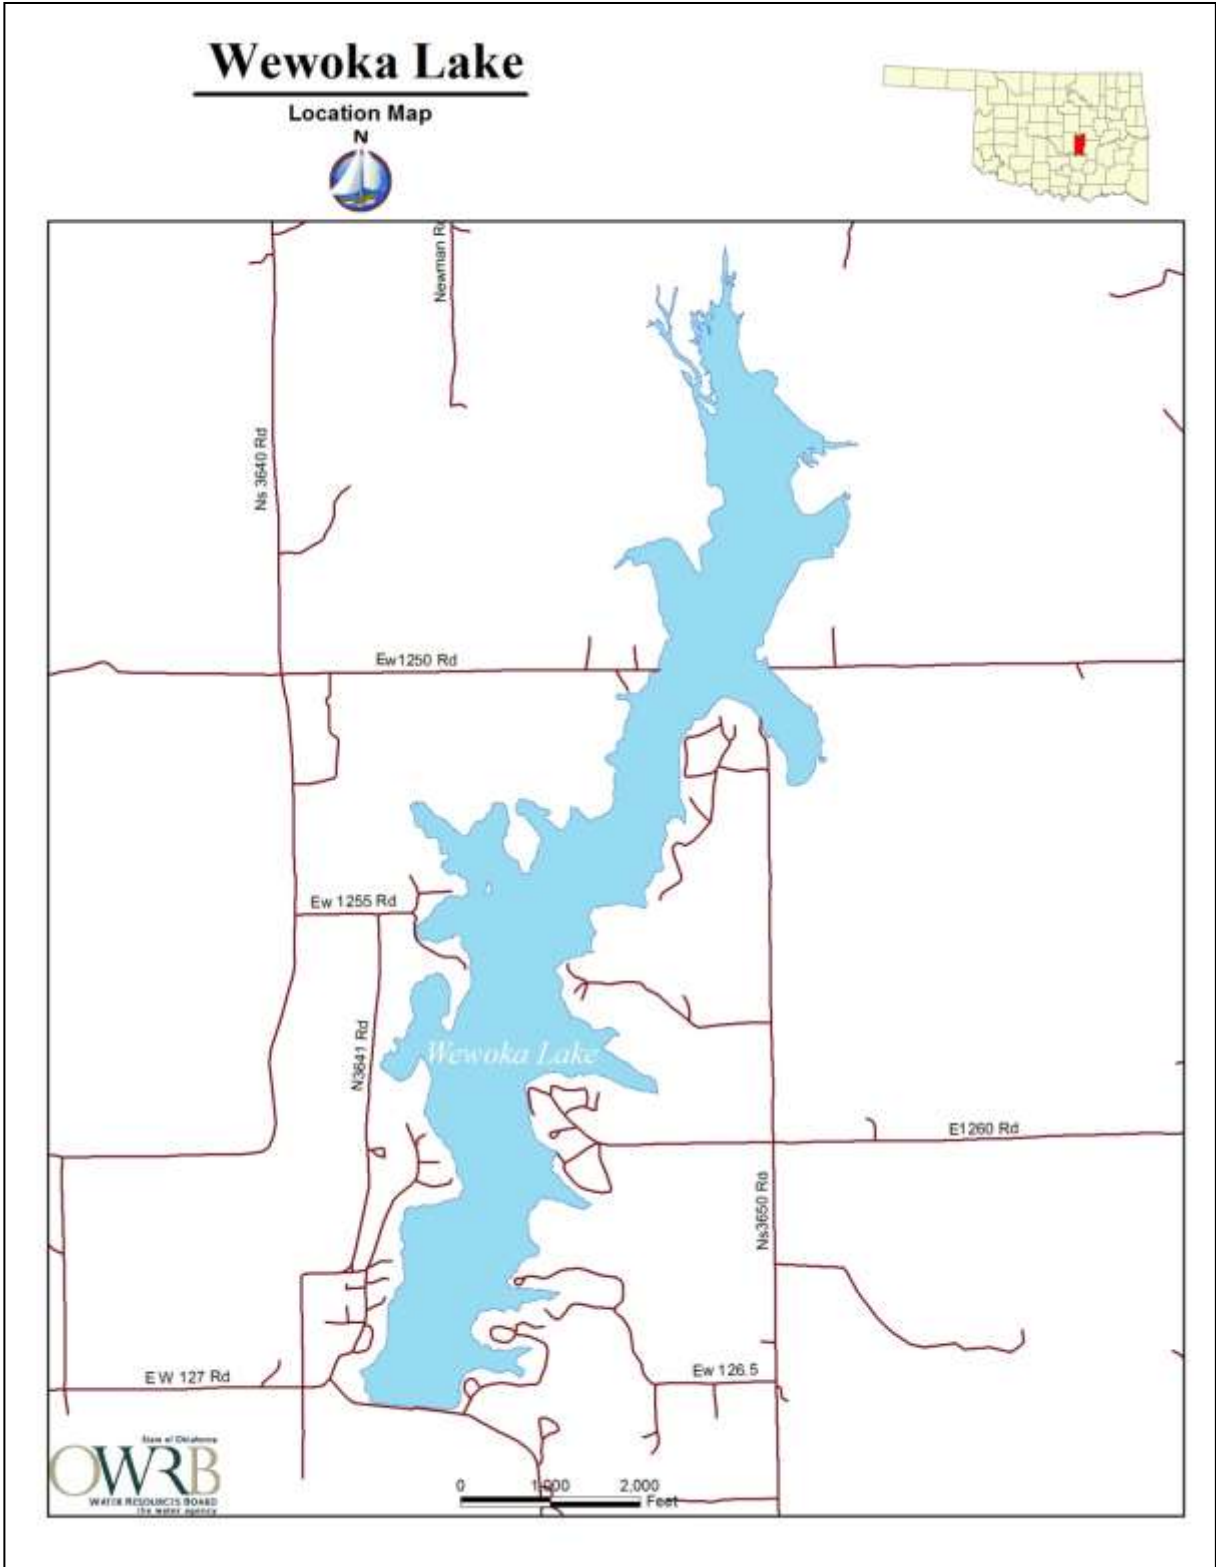 Wewoka Lake
Location Map
N
Newman Rd
Ns 3640 Rd
Ew1250 Rd
Ew 1255 Rd
N3641 Rd
Wewoka Lake
E1260 Rd
Ns3650 Rd
E W 127 Rd
Ew 126.5
State of Oklahoma
OWRB
WATER RESOURCES BOARD
the water agency
0 1,000 2,000
Feet